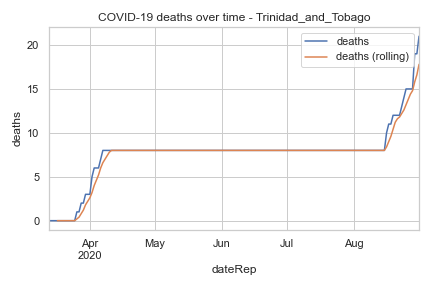 COVID-19 deaths over time - Trinidad_and_Tobago
deaths
deaths (rolling)
20
15
10
5
0
deaths
Apr
2020
May
Jun
Jul
Aug
dateRep